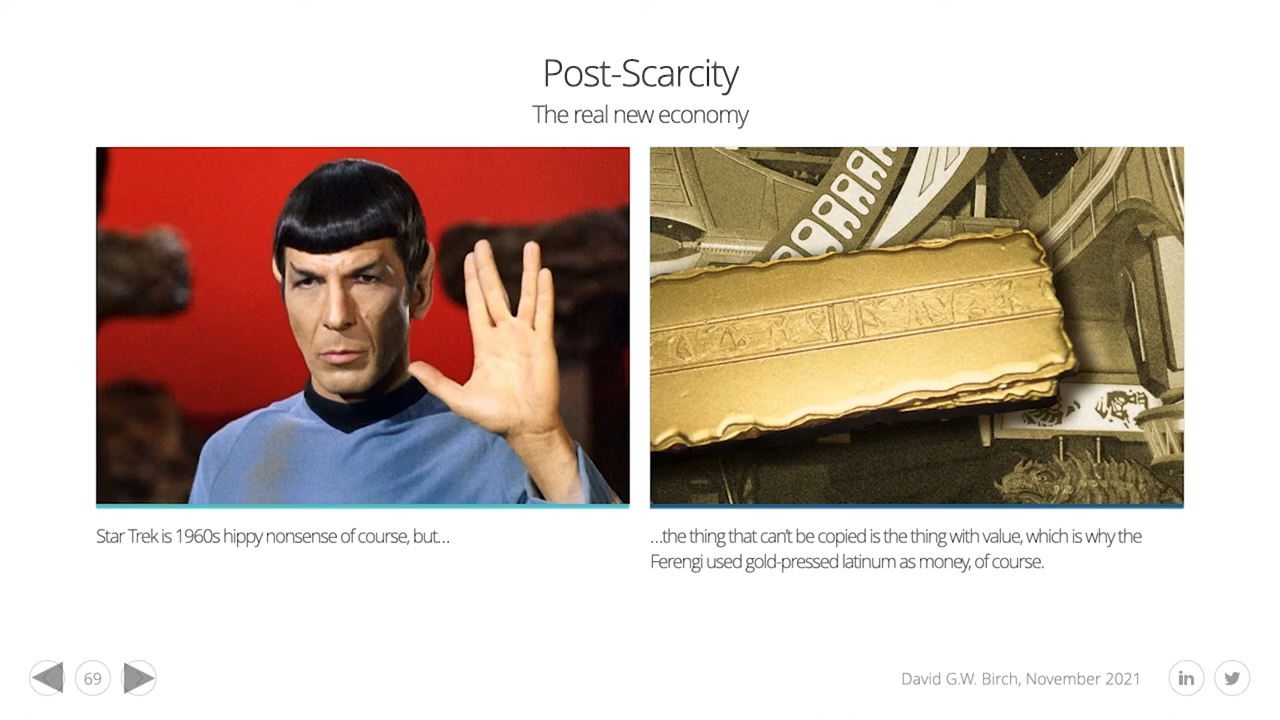 Post-Scarcity
The real new economy
Star Trek is 1960s hippy nonsense of course, but…
…the thing that can't be copied is the thing with value, which is why the
Ferengi used gold-pressed latinum as money, of course.
69
David G.W. Birch, November 2021
in